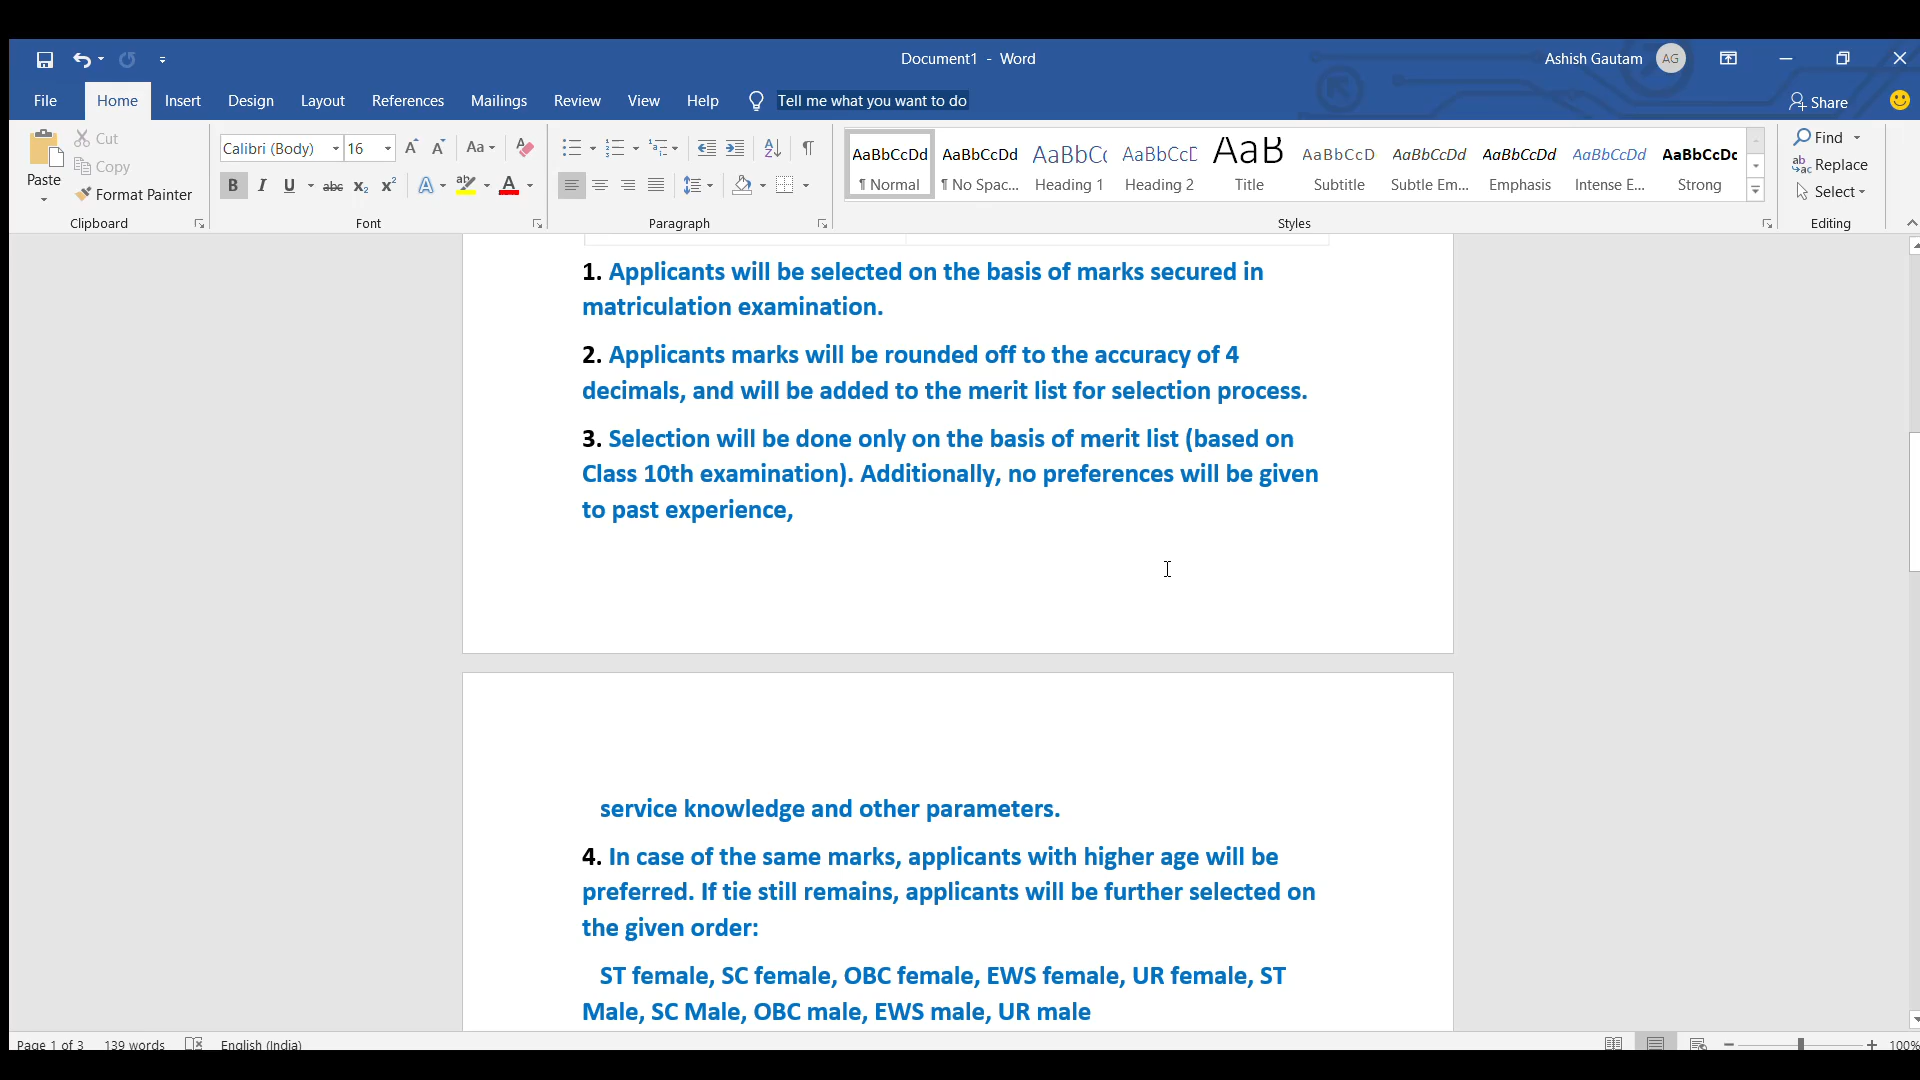 Document1 - Word
Ashish Gautam AG
File Home Insert Design Layout References Mailings Review View Help Tell me what you want to do
Share
Cut
Copy
Format Painter
Paste
Calibri (Body) 16
AaBbCcDd AaBbCcDd AaBbCc AaBbCcD AaB AaBbCcD AaBbCcDd AaBbCcDd AaBbCcDd AaBbCcDc
¶ Normal ¶ No Spac... Heading 1 Heading 2 Title Subtitle Subtle Em... Emphasis Intense E... Strong
Find
Replace
Select
Clipboard Font Paragraph Styles Editing
1. Applicants will be selected on the basis of marks secured in
matriculation examination.
2. Applicants marks will be rounded off to the accuracy of 4
decimals, and will be added to the merit list for selection process.
3. Selection will be done only on the basis of merit list (based on
Class 10th examination). Additionally, no preferences will be given
to past experience,
service knowledge and other parameters.
4. In case of the same marks, applicants with higher age will be
preferred. If tie still remains, applicants will be further selected on
the given order:
ST female, SC female, OBC female, EWS female, UR female, ST
Male, SC Male, OBC male, EWS male, UR male
Page 1 of 3 139 words English (India) 100%